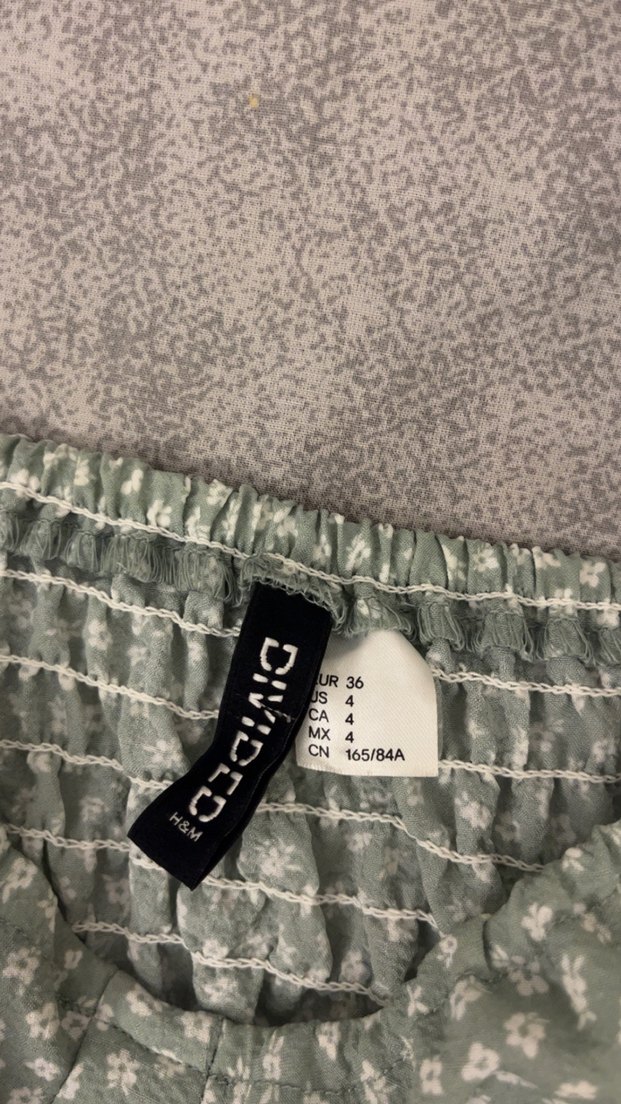 DIVIDED
H&M
UR 36
US 4
CA 4
MX 4
CN 165/84A